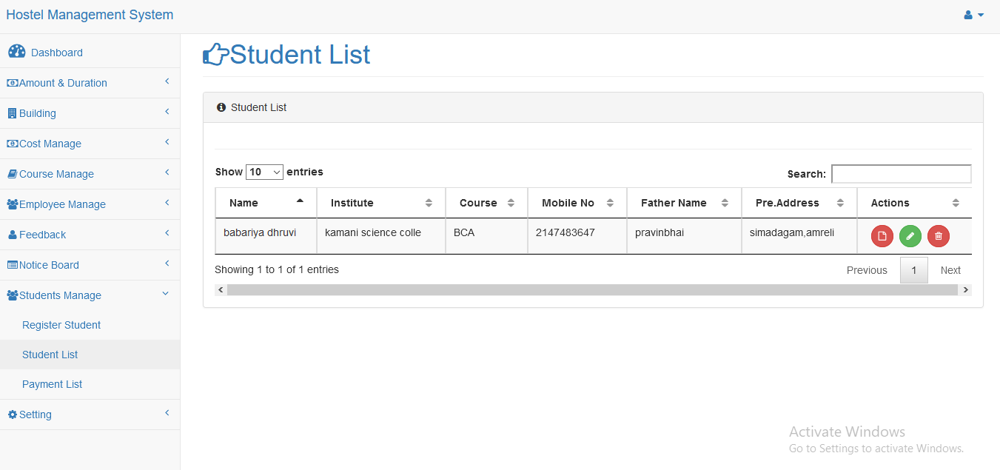 Hostel Management System
Dashboard
Amount & Duration
Building
Cost Manage
Course Manage
Employee Manage
Feedback
Notice Board
Students Manage
Register Student
Student List
Payment List
Setting
Student List
Student List
Show 10 entries
Search:
Name Institute Course Mobile No Father Name Pre.Address Actions
babariya dhruvi kamani science colle BCA 2147483647 pravinbhai simadagam,amreli
Showing 1 to 1 of 1 entries
Previous 1 Next
Activate Windows
Go to Settings to activate Windows.